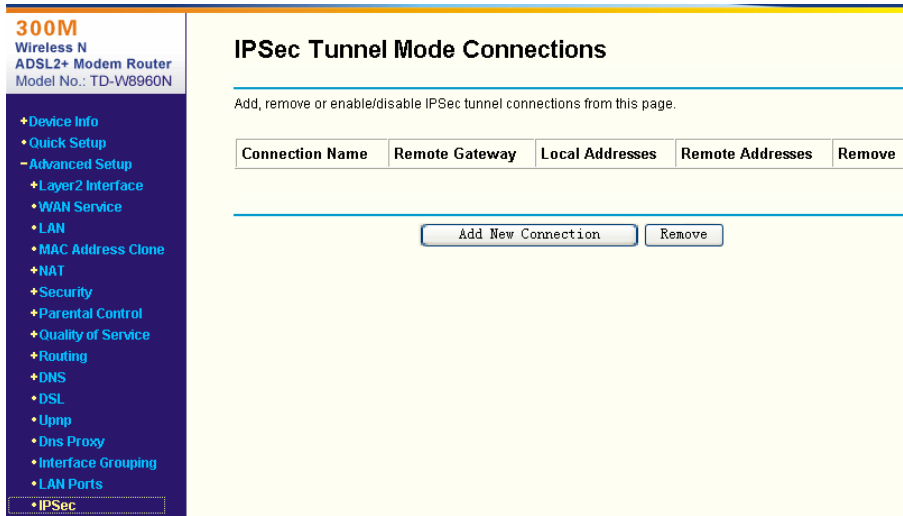 300M
Wireless N
ADSL2+ Modem Router
Model No.: TD-W8960N
+Device Info
•Quick Setup
-Advanced Setup
+Layer2 Interface
•WAN Service
•LAN
•MAC Address Clone
+NAT
+Security
+Parental Control
+Quality of Service
+Routing
+DNS
•DSL
•Upnp
•Dns Proxy
•Interface Grouping
•LAN Ports
•IPSec
IPSec Tunnel Mode Connections
Add, remove or enable/disable IPSec tunnel connections from this page.
Connection Name Remote Gateway Local Addresses Remote Addresses Remove
Add New Connection Remove